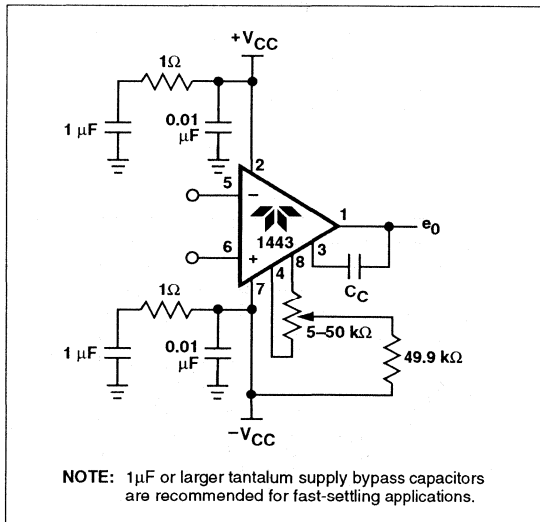 +VCC
1Ω
1 µF
0.01
µF
2
5
−
1443
6
+
1
e0
3
8
4
7
CC
1Ω
1 µF
0.01
µF
5–50 kΩ
49.9 kΩ
−VCC
NOTE: 1µF or larger tantalum supply bypass capacitors
are recommended for fast-settling applications.